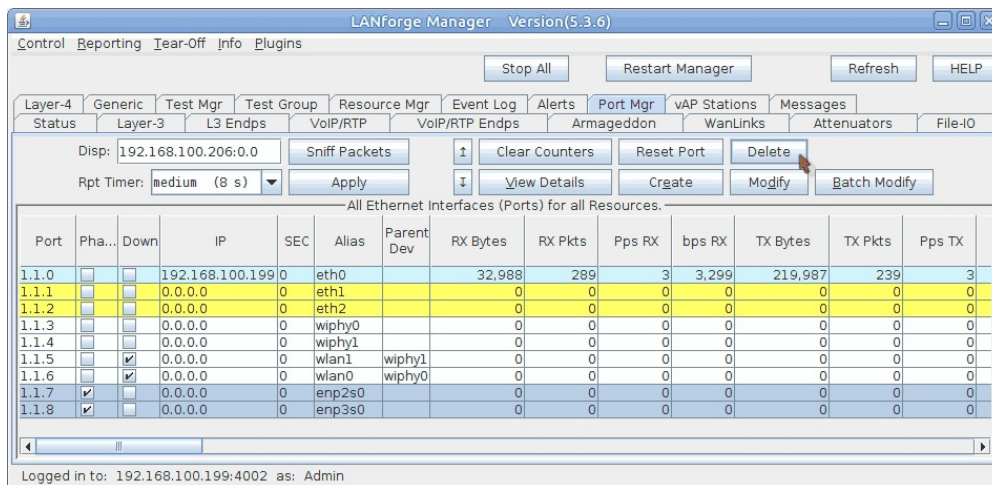 LANforge Manager Version(5.3.6)
Control Reporting Tear-Off Info Plugins
Stop All Restart Manager Refresh HELP
Layer-4 Generic Test Mgr Test Group Resource Mgr Event Log Alerts Port Mgr vAP Stations Messages
Status Layer-3 L3 Endps VoIP/RTP VoIP/RTP Endps Armageddon WanLinks Attenuators File-IO
Disp: 192.168.100.206:0.0 Sniff Packets ↑ Clear Counters Reset Port Delete
Rpt Timer: medium (8 s) Apply ↓ View Details Create Modify Batch Modify
All Ethernet Interfaces (Ports) for all Resources.
Port Pha... Down IP SEC Alias Parent Dev RX Bytes RX Pkts Pps RX bps RX TX Bytes TX Pkts Pps TX
1.1.0 192.168.100.199 0 eth0 32,988 289 3 3,299 219,987 239 3
1.1.1 0.0.0.0 0 eth1 0 0 0 0 0 0 0
1.1.2 0.0.0.0 0 eth2 0 0 0 0 0 0 0
1.1.3 0.0.0.0 0 wiphy0 0 0 0 0 0 0 0
1.1.4 0.0.0.0 0 wiphy1 0 0 0 0 0 0 0
1.1.5 0.0.0.0 0 wlan1 wiphy1 0 0 0 0 0 0 0
1.1.6 0.0.0.0 0 wlan0 wiphy0 0 0 0 0 0 0 0
1.1.7 0.0.0.0 0 enp2s0 0 0 0 0 0 0 0
1.1.8 0.0.0.0 0 enp3s0 0 0 0 0 0 0 0
Logged in to: 192.168.100.199:4002 as: Admin